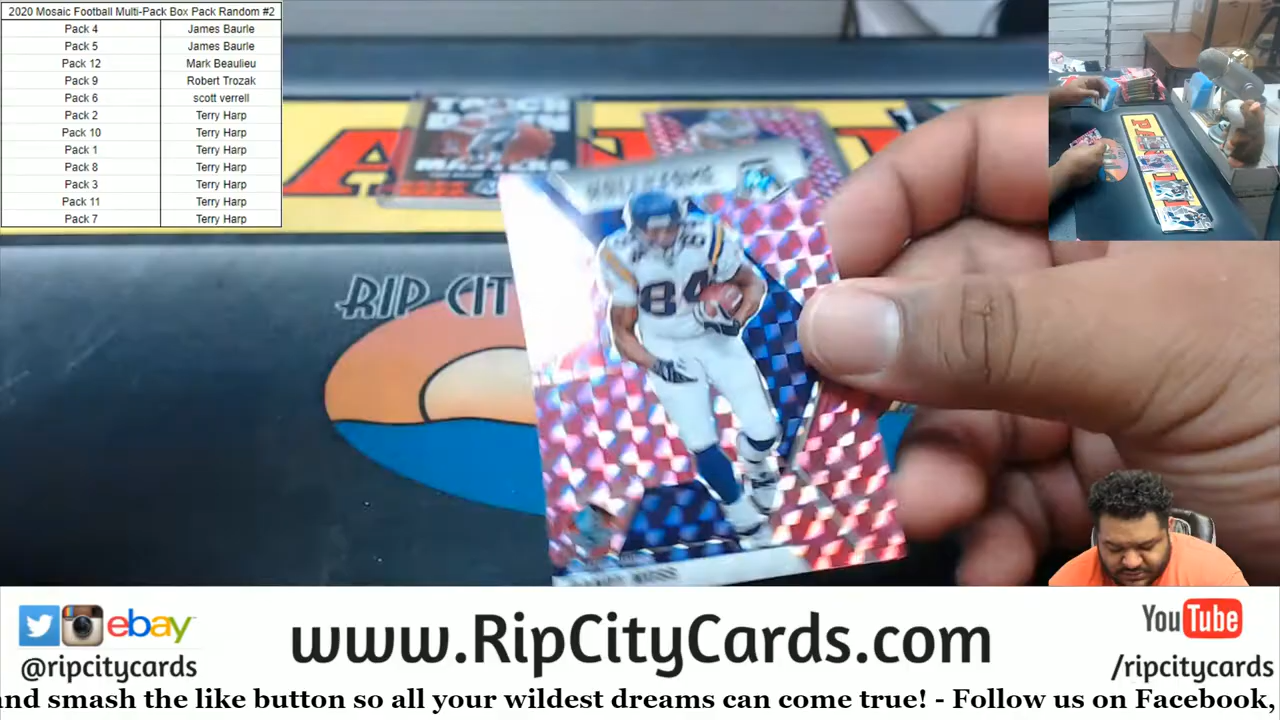 2020 Mosaic Football Multi-Pack Box Pack Random #2
Pack 4 James Baurle
Pack 5 James Baurle
Pack 12 Mark Beaulieu
Pack 9 Robert Trozak
Pack 6 scott verrell
Pack 2 Terry Harp
Pack 10 Terry Harp
Pack 1 Terry Harp
Pack 8 Terry Harp
Pack 3 Terry Harp
Pack 11 Terry Harp
Pack 7 Terry Harp
TOUCH
DOWN
MASTERS
RIP CIT
84
ebay
@ripcitycards
www.RipCityCards.com
YouTube
/ripcitycards
and smash the like button so all your wildest dreams can come true! - Follow us on Facebook,